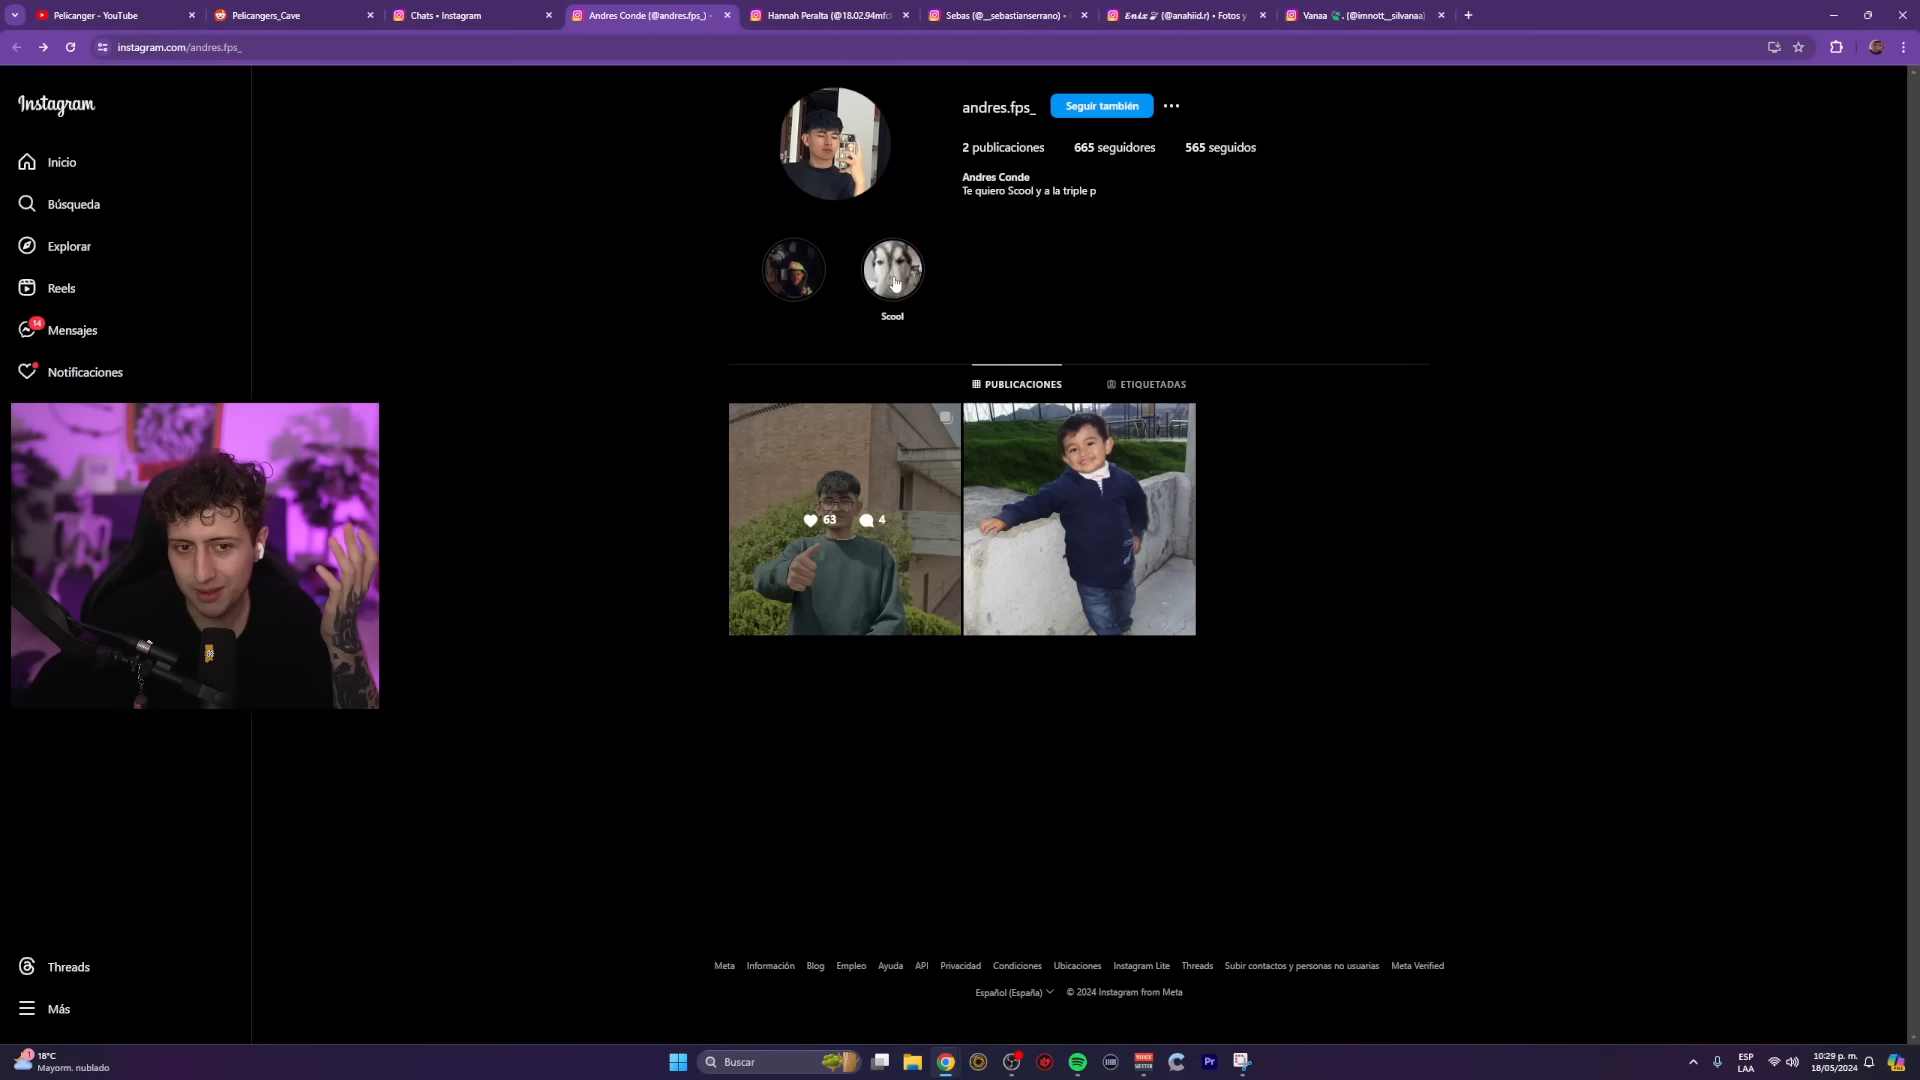 Pelicanger - YouTube
Pelicangers_Cave
Chats • Instagram
Andres Conde (@andres.fps_) •
Hannah Peralta (@18.02.94mfc
Sebas (@__sebastianserrano) •
𝑬𝒏𝒊𝒙 (@anahiid.r) • Fotos y
Vanaa . (@imnott__silvanaa)
instagram.com/andres.fps_
Instagram
Inicio
Búsqueda
Explorar
Reels
14
Mensajes
Notificaciones
Threads
Más
andres.fps_
Seguir también
2 publicaciones
665 seguidores
565 seguidos
Andres Conde
Te quiero Scool y a la triple p
Scool
PUBLICACIONES
ETIQUETADAS
63
4
Meta
Información
Blog
Empleo
Ayuda
API
Privacidad
Condiciones
Ubicaciones
Instagram Lite
Threads
Subir contactos y personas no usuarias
Meta Verified
Español (España)
© 2024 Instagram from Meta
1
18°C
Mayorm. nublado
Buscar
Pr
ESP
LAA
10:29 p. m.
18/05/2024